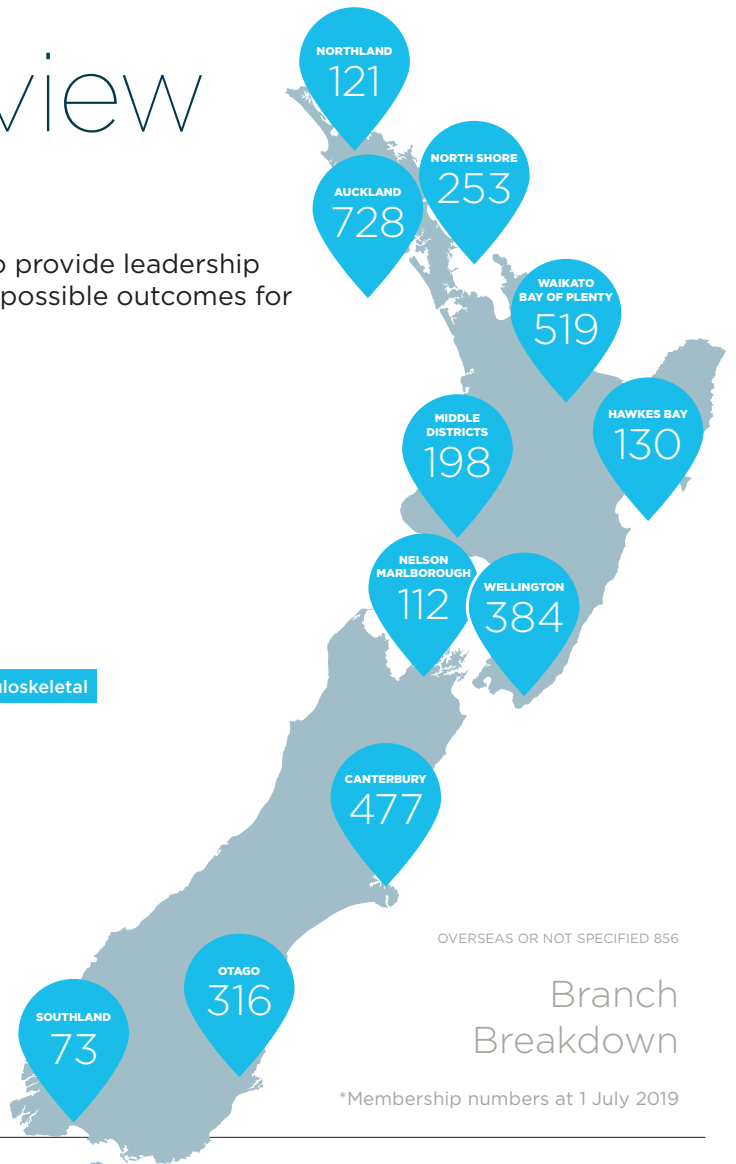 view
NORTHLAND
121
NORTH SHORE
253
AUCKLAND
728
provide leadership
possible outcomes for
WAIKATO
BAY OF PLENTY
519
HAWKES BAY
130
MIDDLE
DISTRICTS
198
NELSON
MARLBOROUGH
112
WELLINGTON
384
loskeletal
CANTERBURY
477
OVERSEAS OR NOT SPECIFIED 856
Branch
Breakdown
OTAGO
316
SOUTHLAND
73
*Membership numbers at 1 July 2019